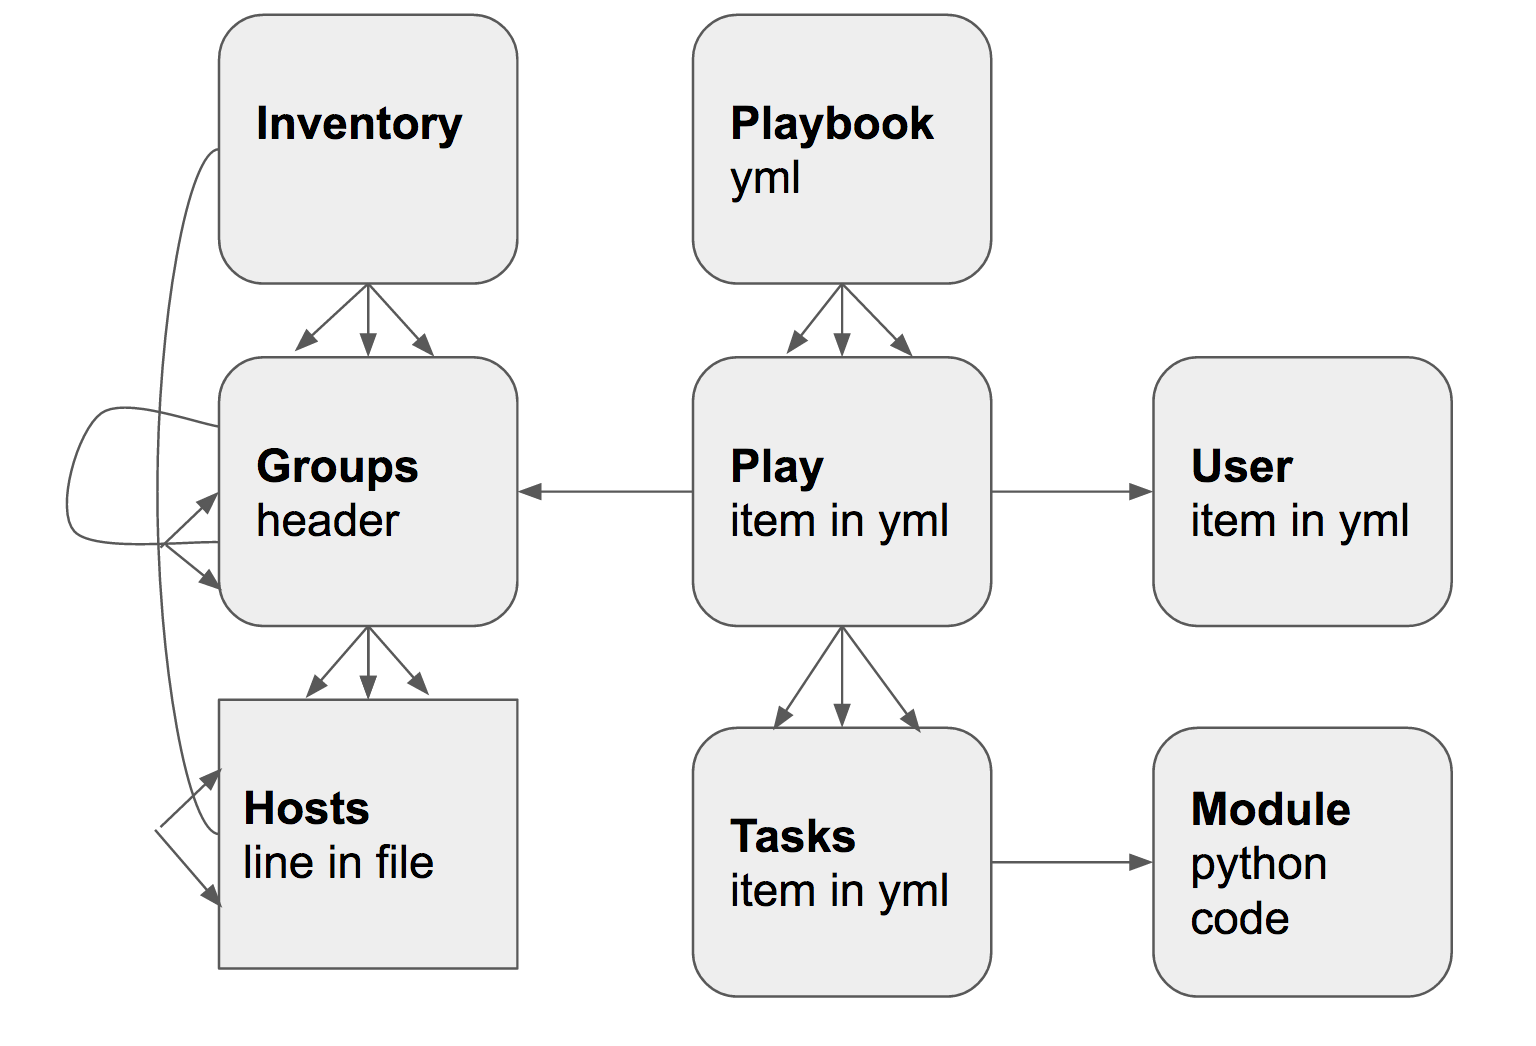 Inventory
Playbook
yml
Groups
header
Play
item in yml
User
item in yml
Hosts
line in file
Tasks
item in yml
Module
python
code